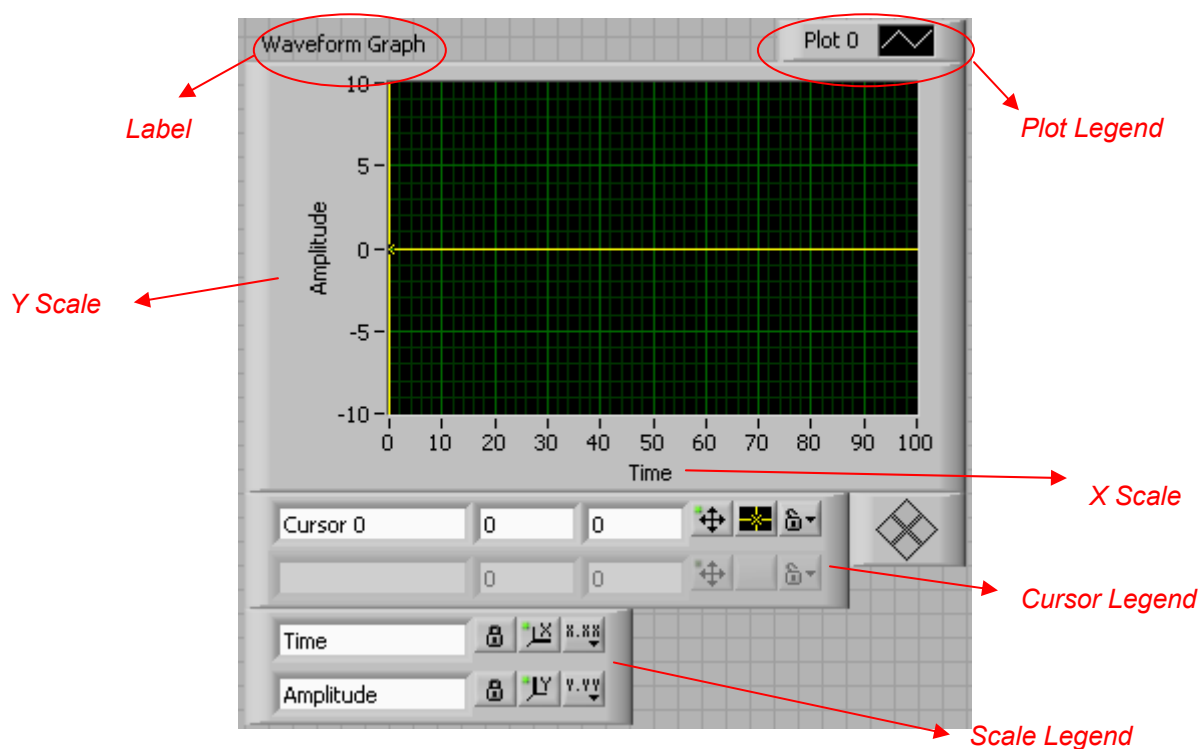 Waveform Graph
Plot 0
Label
Plot Legend
10
5
0
-5
-10
Amplitude
Y Scale
0 10 20 30 40 50 60 70 80 90 100
Time
X Scale
Cursor 0 0 0
0 0
Cursor Legend
Time X X.XX
Amplitude Y Y.YY
Scale Legend